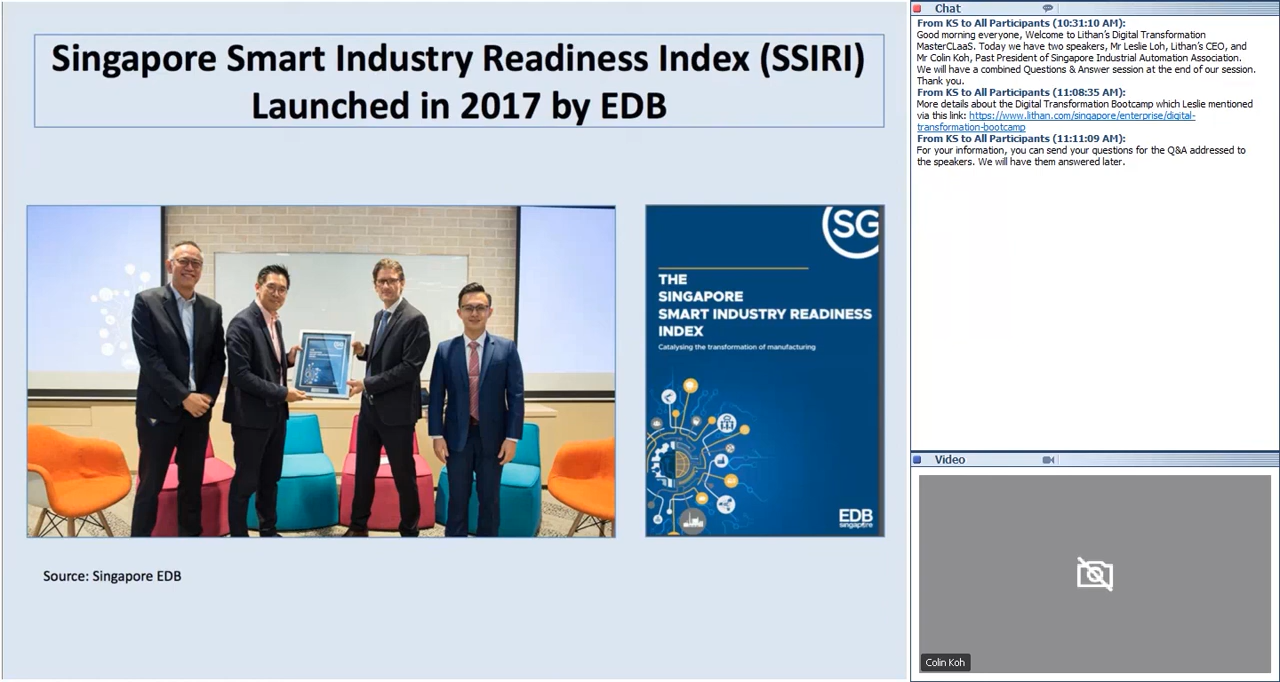 Singapore Smart Industry Readiness Index (SSIRI)
Launched in 2017 by EDB
SG
THE
SINGAPORE
SMART INDUSTRY READINESS
INDEX
Catalysing the transformation of manufacturing
EDB
singapore
Source: Singapore EDB
Chat
From KS to All Participants (10:31:10 AM):
Good morning everyone, Welcome to Lithan's Digital Transformation
MasterCLaaS. Today we have two speakers, Mr Leslie Loh, Lithan's CEO, and
Mr Colin Koh, Past President of Singapore Industrial Automation Association.
We will have a combined Questions & Answer session at the end of our session.
Thank you.
From KS to All Participants (11:08:35 AM):
More details about the Digital Transformation Bootcamp which Leslie mentioned
via this link: https://www.lithan.com/singapore/enterprise/digital-
transformation-bootcamp
From KS to All Participants (11:11:09 AM):
For your information, you can send your questions for the Q&A addressed to
the speakers. We will have them answered later.
Video
Colin Koh